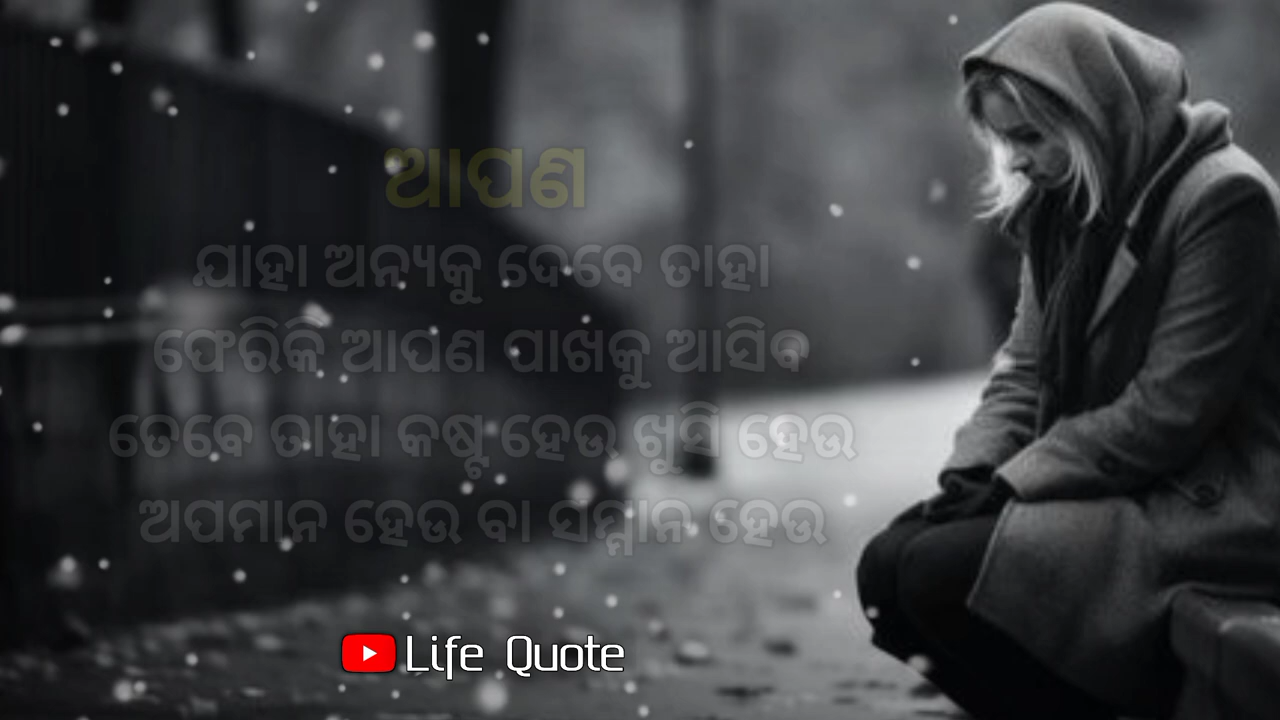 ଆପଣ
ଯାହା ଅନ୍ୟକୁ ଦେବେ ତାହା
ଫେରିକି ଆପଣ ପାଖକୁ ଆସିବ
ତେବେ ତାହା କଷ୍ଟ ହେଉ ଖୁସି ହେଉ
ଅପମାନ ହେଉ ବା ସମ୍ମାନ ହେଉ
Life Quote